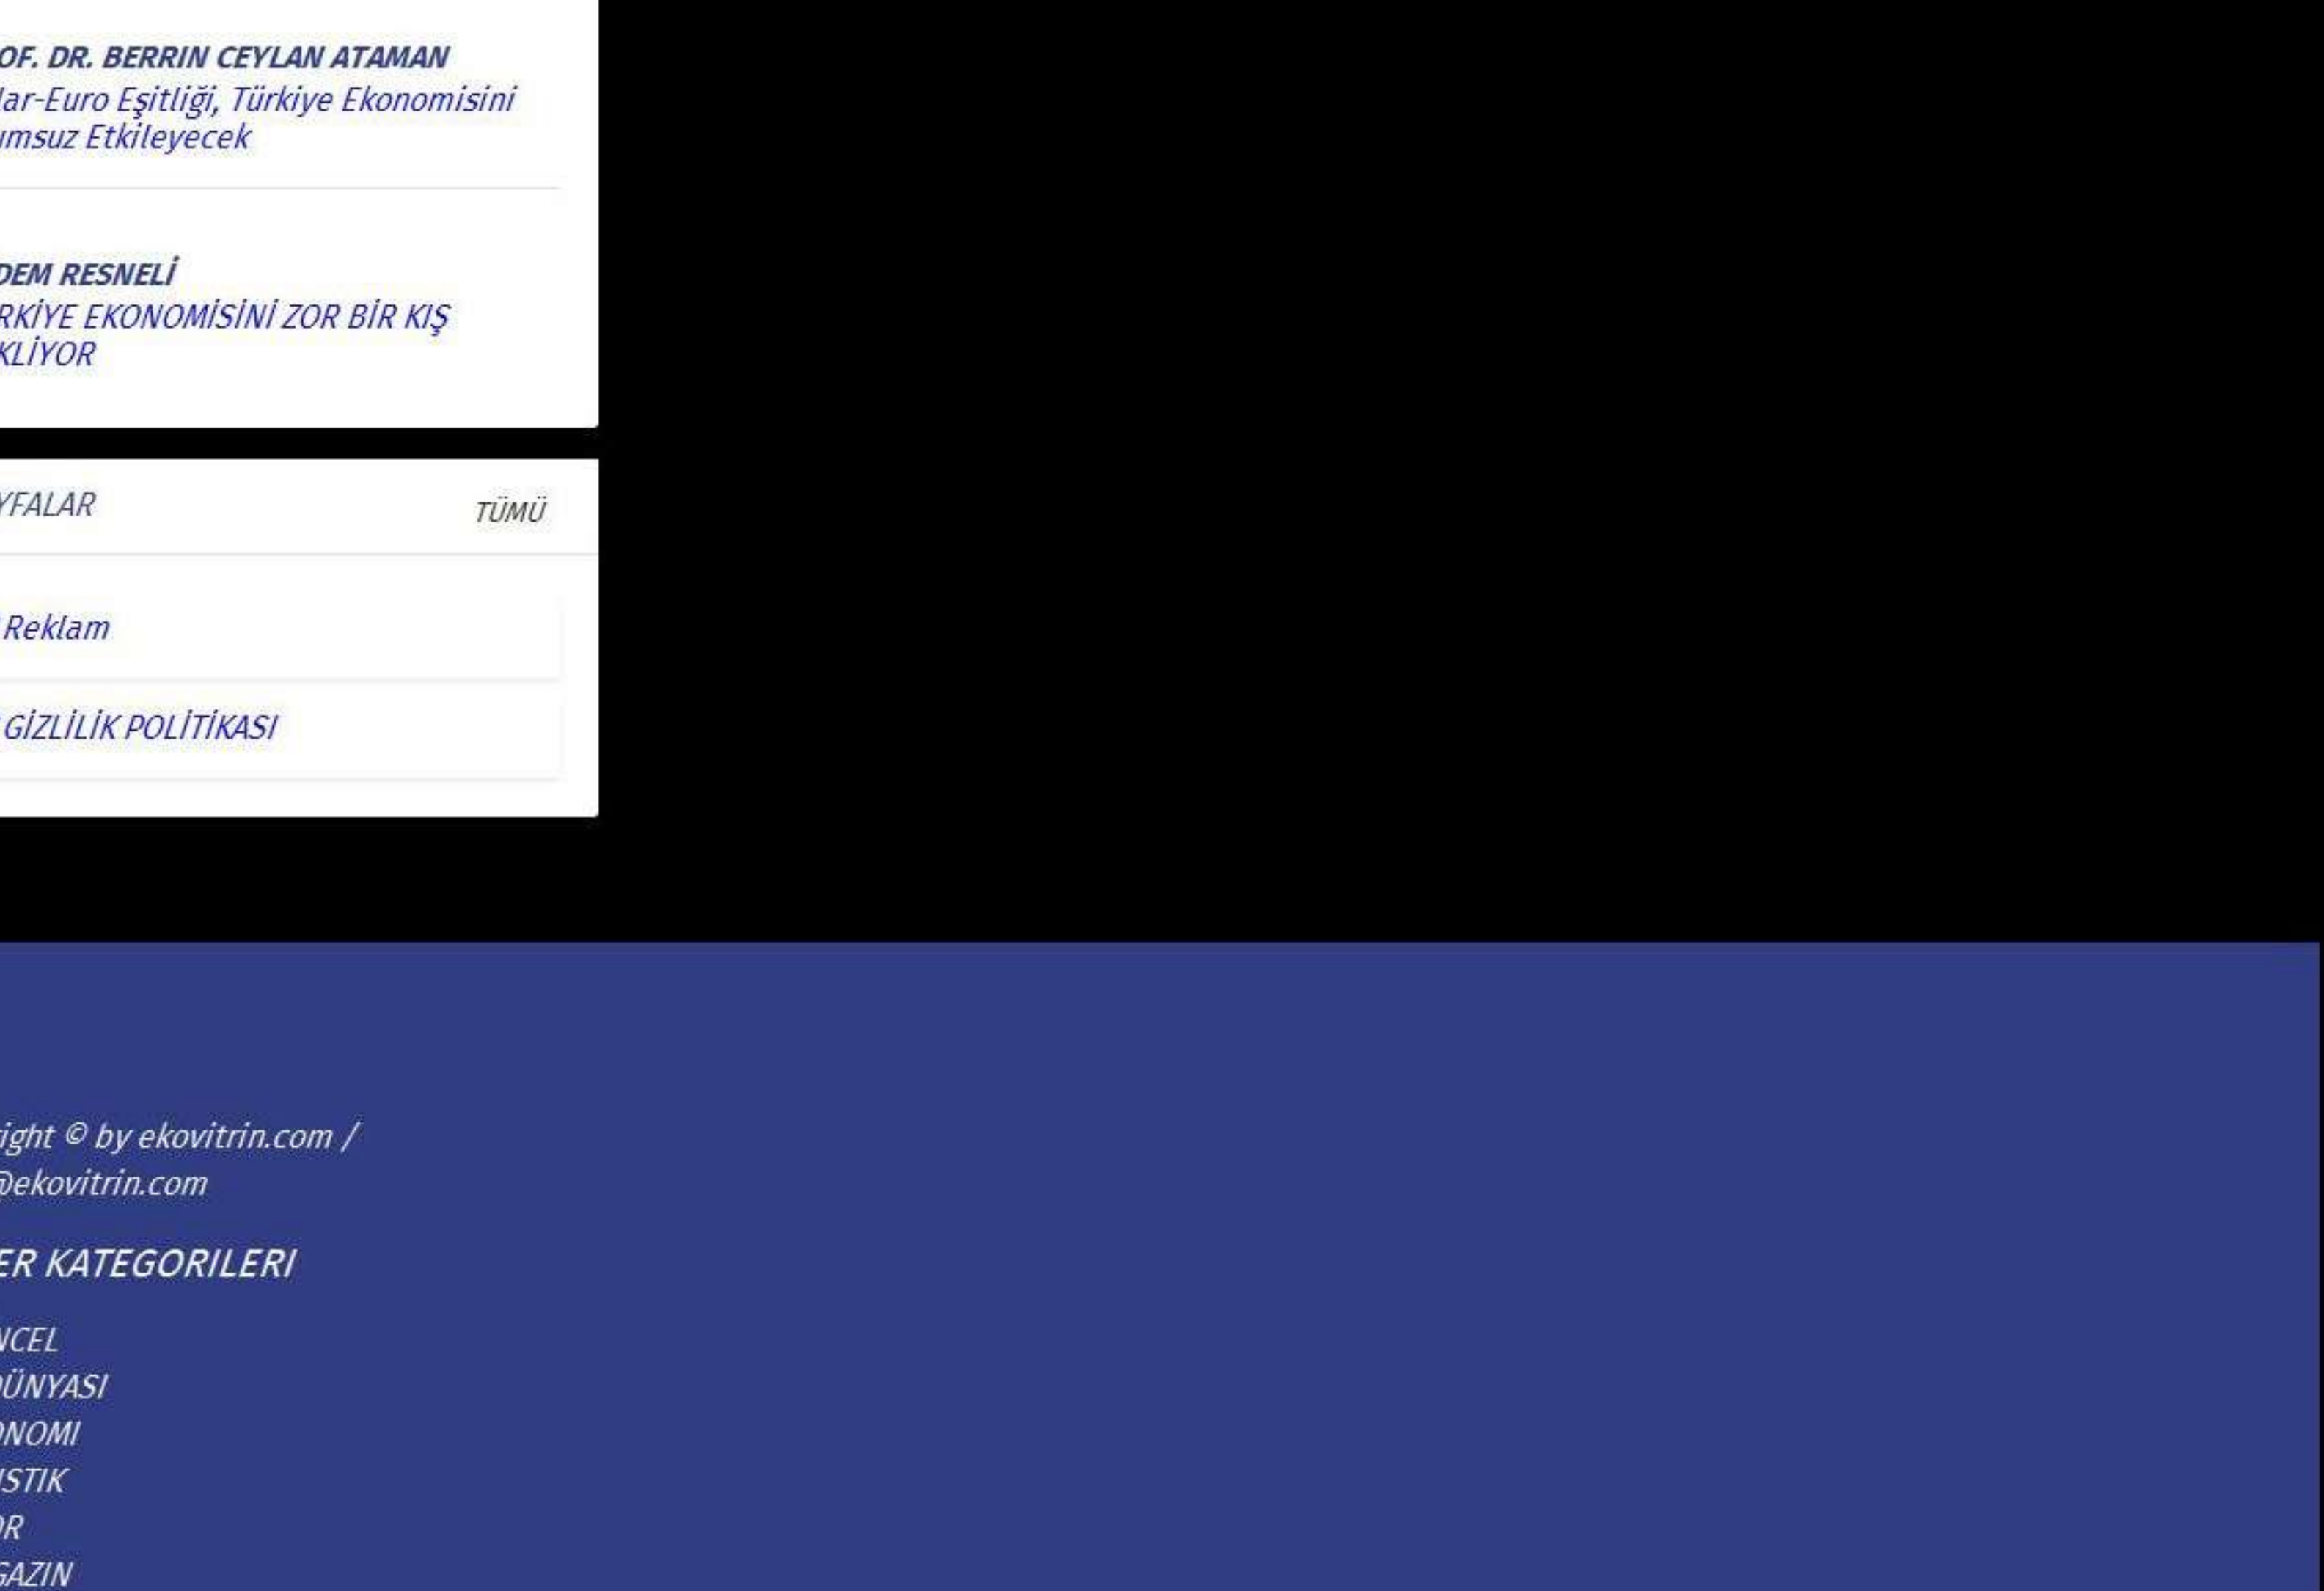 OF. DR. BERRIN CEYLAN ATAMAN
lar-Euro Eşitliği, Türkiye Ekonomisini
umsuz Etkileyecek
DEM RESNELİ
RKİYE EKONOMİSİNİ ZOR BİR KIŞ
KLİYOR
YFALAR
TÜMÜ
Reklam
GİZLİLİK POLİTİKASI
ight © by ekovitrin.com /
@ekovitrin.com
ER KATEGORILERI
NCEL
DÜNYASI
ONOMI
ISTIK
OR
GAZIN